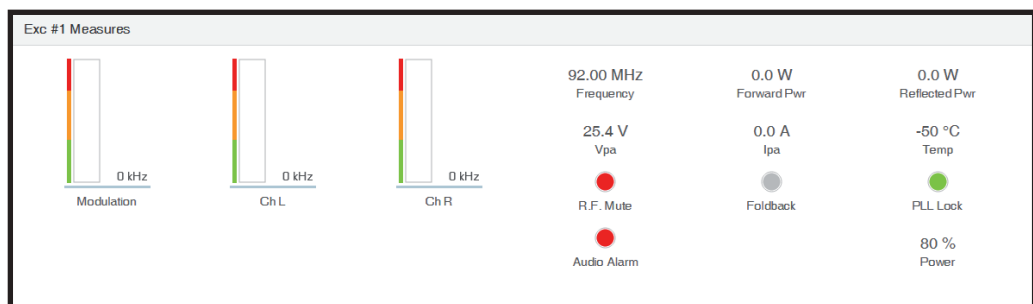 Exc #1 Measures
0 kHz
Modulation
0 kHz
Ch L
0 kHz
Ch R
92.00 MHz
Frequency
0.0 W
Forward Pwr
0.0 W
Reflected Pwr
25.4 V
Vpa
0.0 A
Ipa
-50 °C
Temp
R.F. Mute
Foldback
PLL Lock
Audio Alarm
80 %
Power